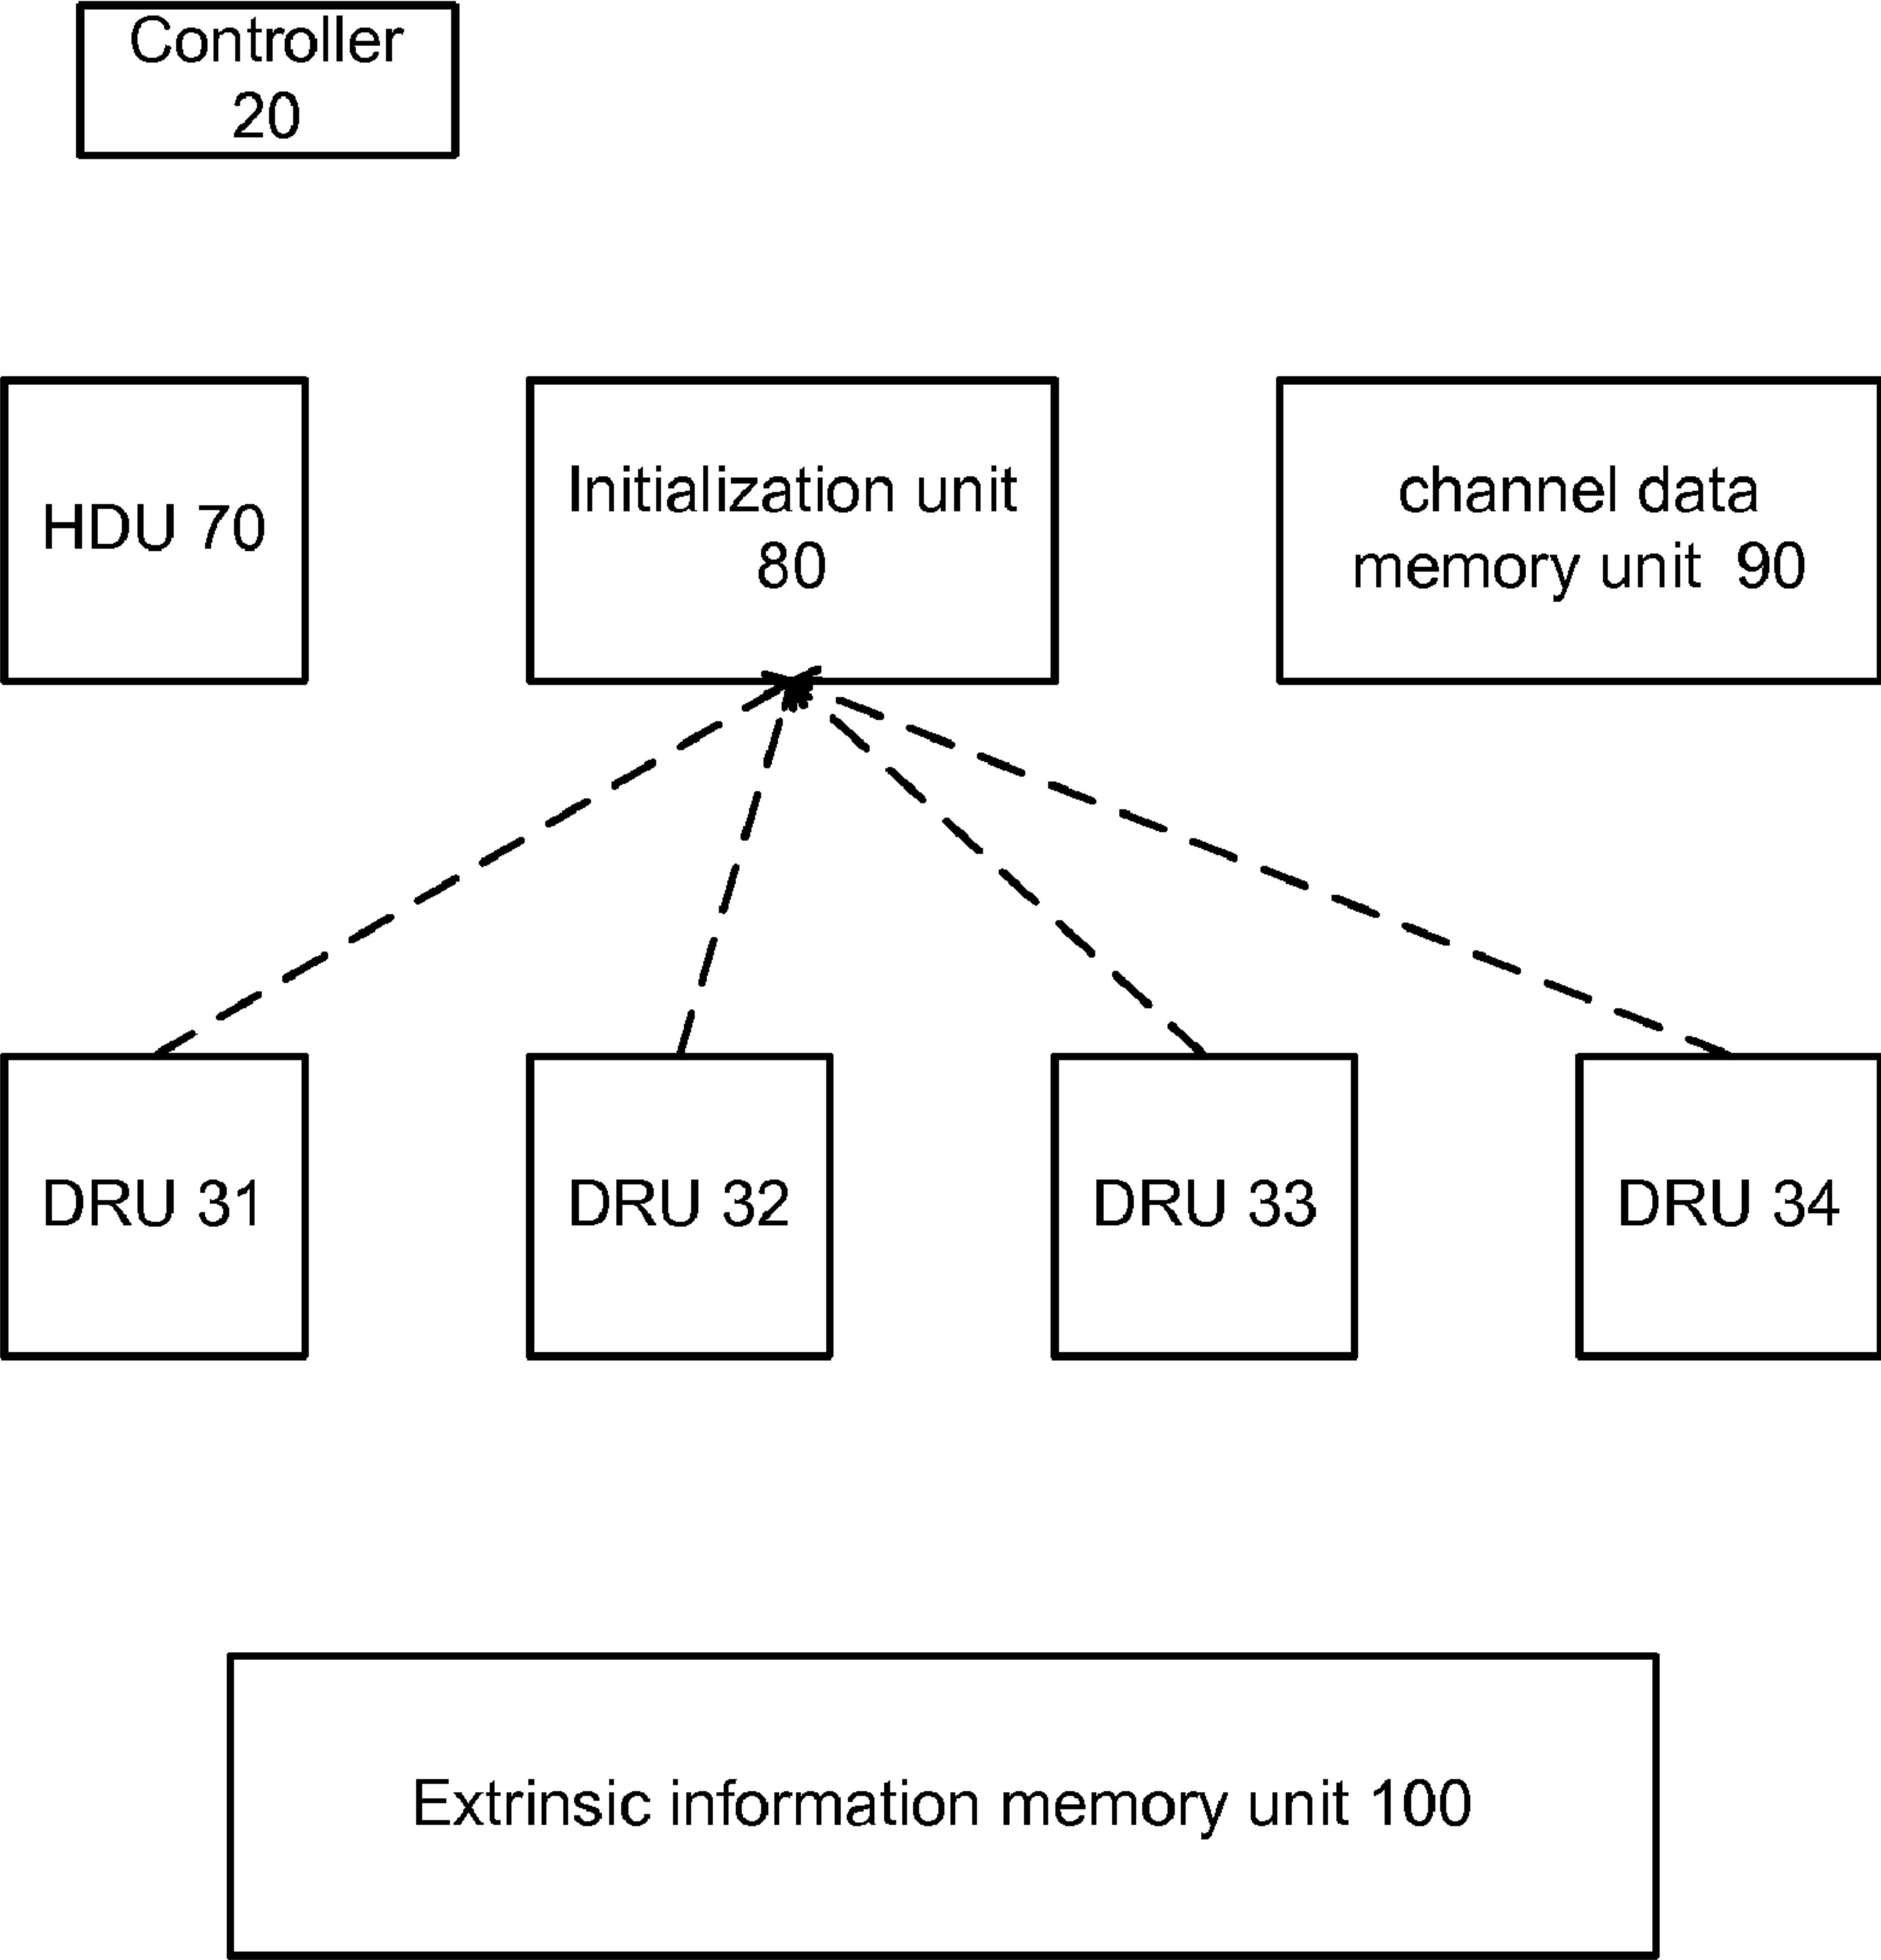 Controller
20
HDU 70
Initialization unit
80
channel data
memory unit 90
DRU 31
DRU 32
DRU 33
DRU 34
Extrinsic information memory unit 100